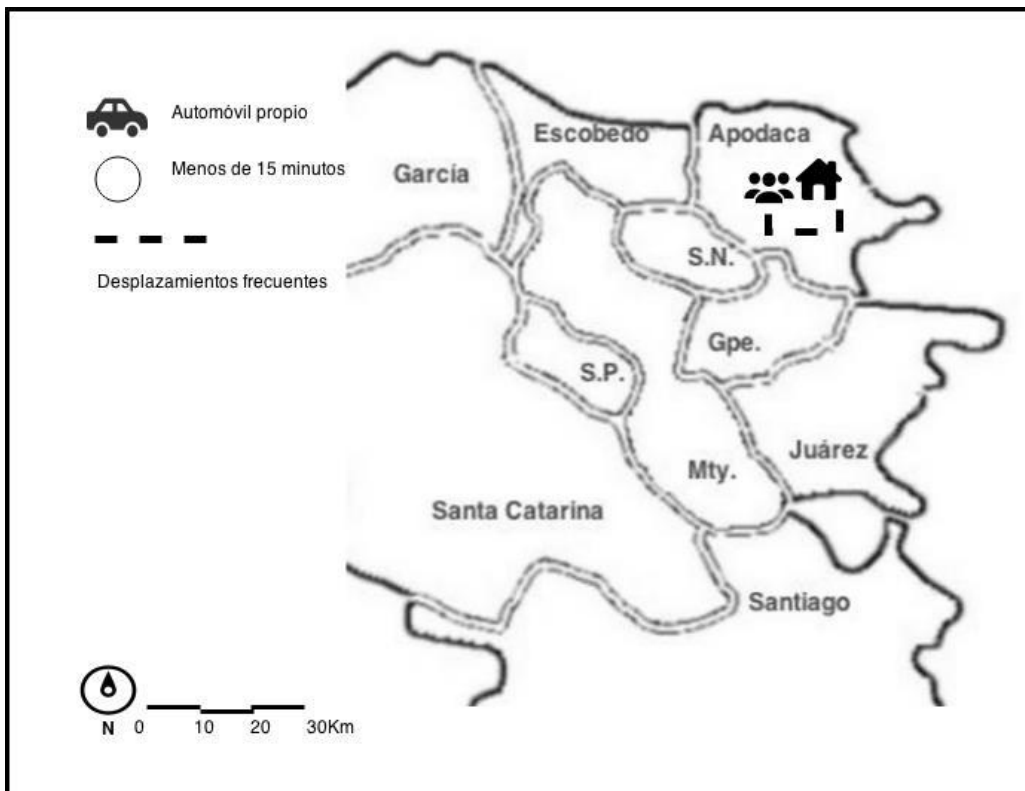 Automóvil propio
Menos de 15 minutos
Desplazamientos frecuentes
Escobedo
Apodaca
García
S.N.
Gpe.
S.P.
Juárez
Mty.
Santa Catarina
Santiago
N 0 10 20 30Km